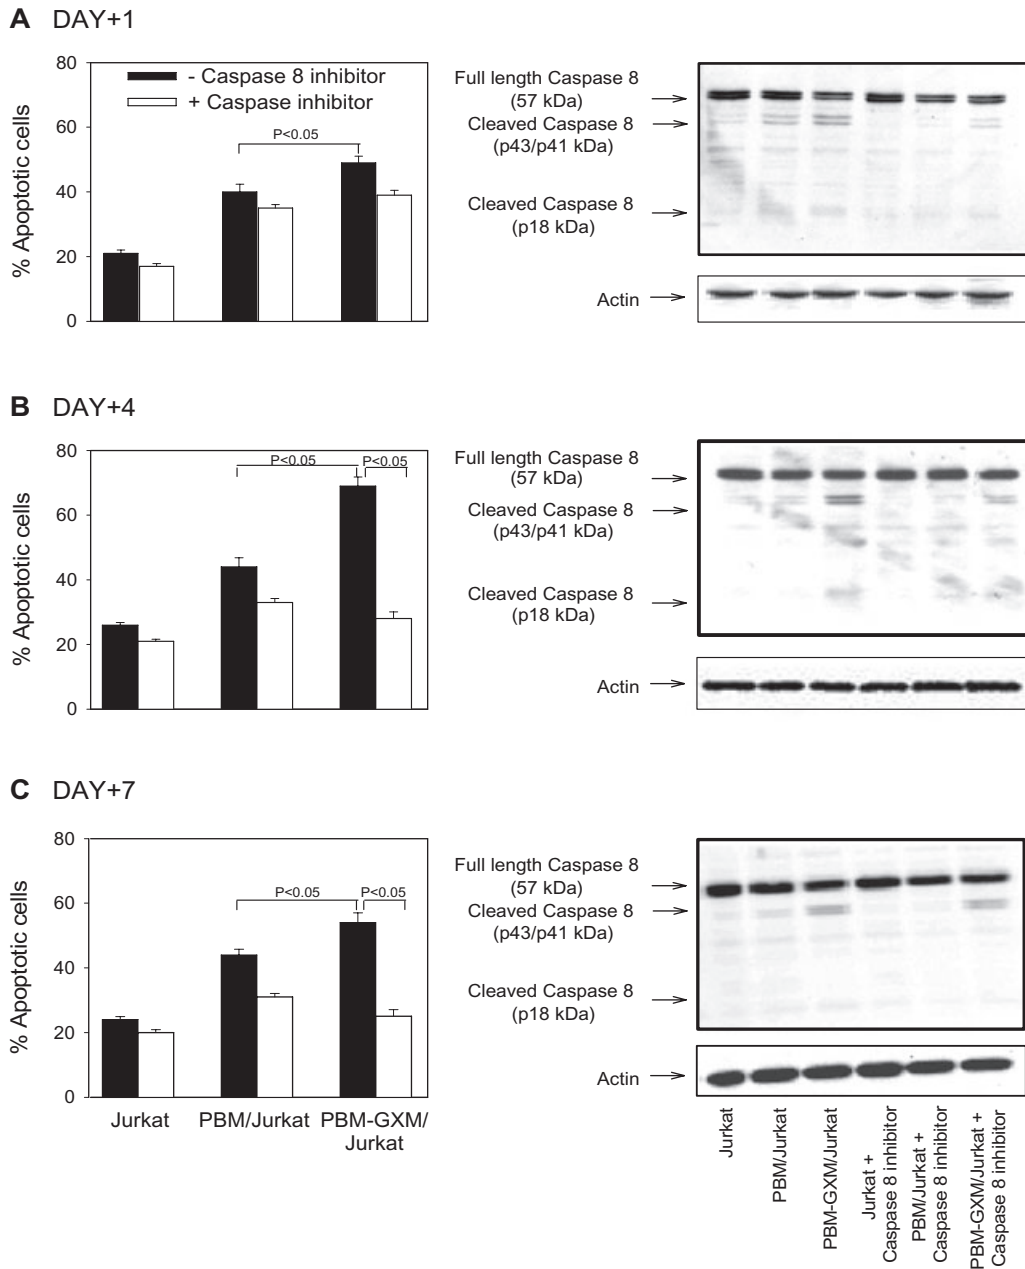 A DAY+1
80
60
40
20
0
% Apoptotic cells
- Caspase 8 inhibitor
+ Caspase inhibitor
P<0.05
Full length Caspase 8
(57 kDa)
Cleaved Caspase 8
(p43/p41 kDa)
Cleaved Caspase 8
(p18 kDa)
Actin
B DAY+4
80
60
40
20
0
% Apoptotic cells
P<0.05
P<0.05
Full length Caspase 8
(57 kDa)
Cleaved Caspase 8
(p43/p41 kDa)
Cleaved Caspase 8
(p18 kDa)
Actin
C DAY+7
80
60
40
20
0
% Apoptotic cells
P<0.05
P<0.05
Jurkat
PBM/Jurkat
PBM-GXM/
Jurkat
Full length Caspase 8
(57 kDa)
Cleaved Caspase 8
(p43/p41 kDa)
Cleaved Caspase 8
(p18 kDa)
Actin
Jurkat
PBM/Jurkat
PBM-GXM/Jurkat
Jurkat +
Caspase 8 inhibitor
PBM/Jurkat +
Caspase 8 inhibitor
PBM-GXM/Jurkat +
Caspase 8 inhibitor